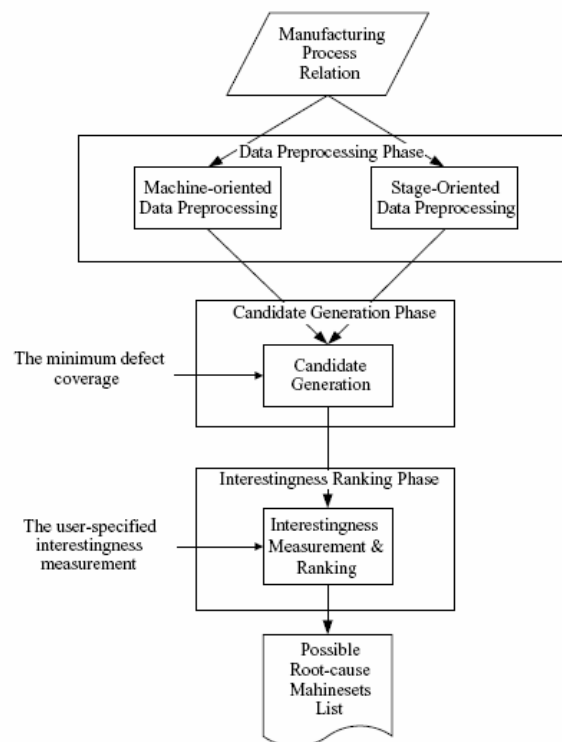 Manufacturing
Process
Relation
Data Preprocessing Phase
Machine-oriented
Data Preprocessing
Stage-Oriented
Data Preprocessing
Candidate Generation Phase
The minimum defect
coverage
Candidate
Generation
Interestingness Ranking Phase
The user-specified
interestingness
measurement
Interestingness
Measurement &
Ranking
Possible
Root-cause
Mahinesets
List